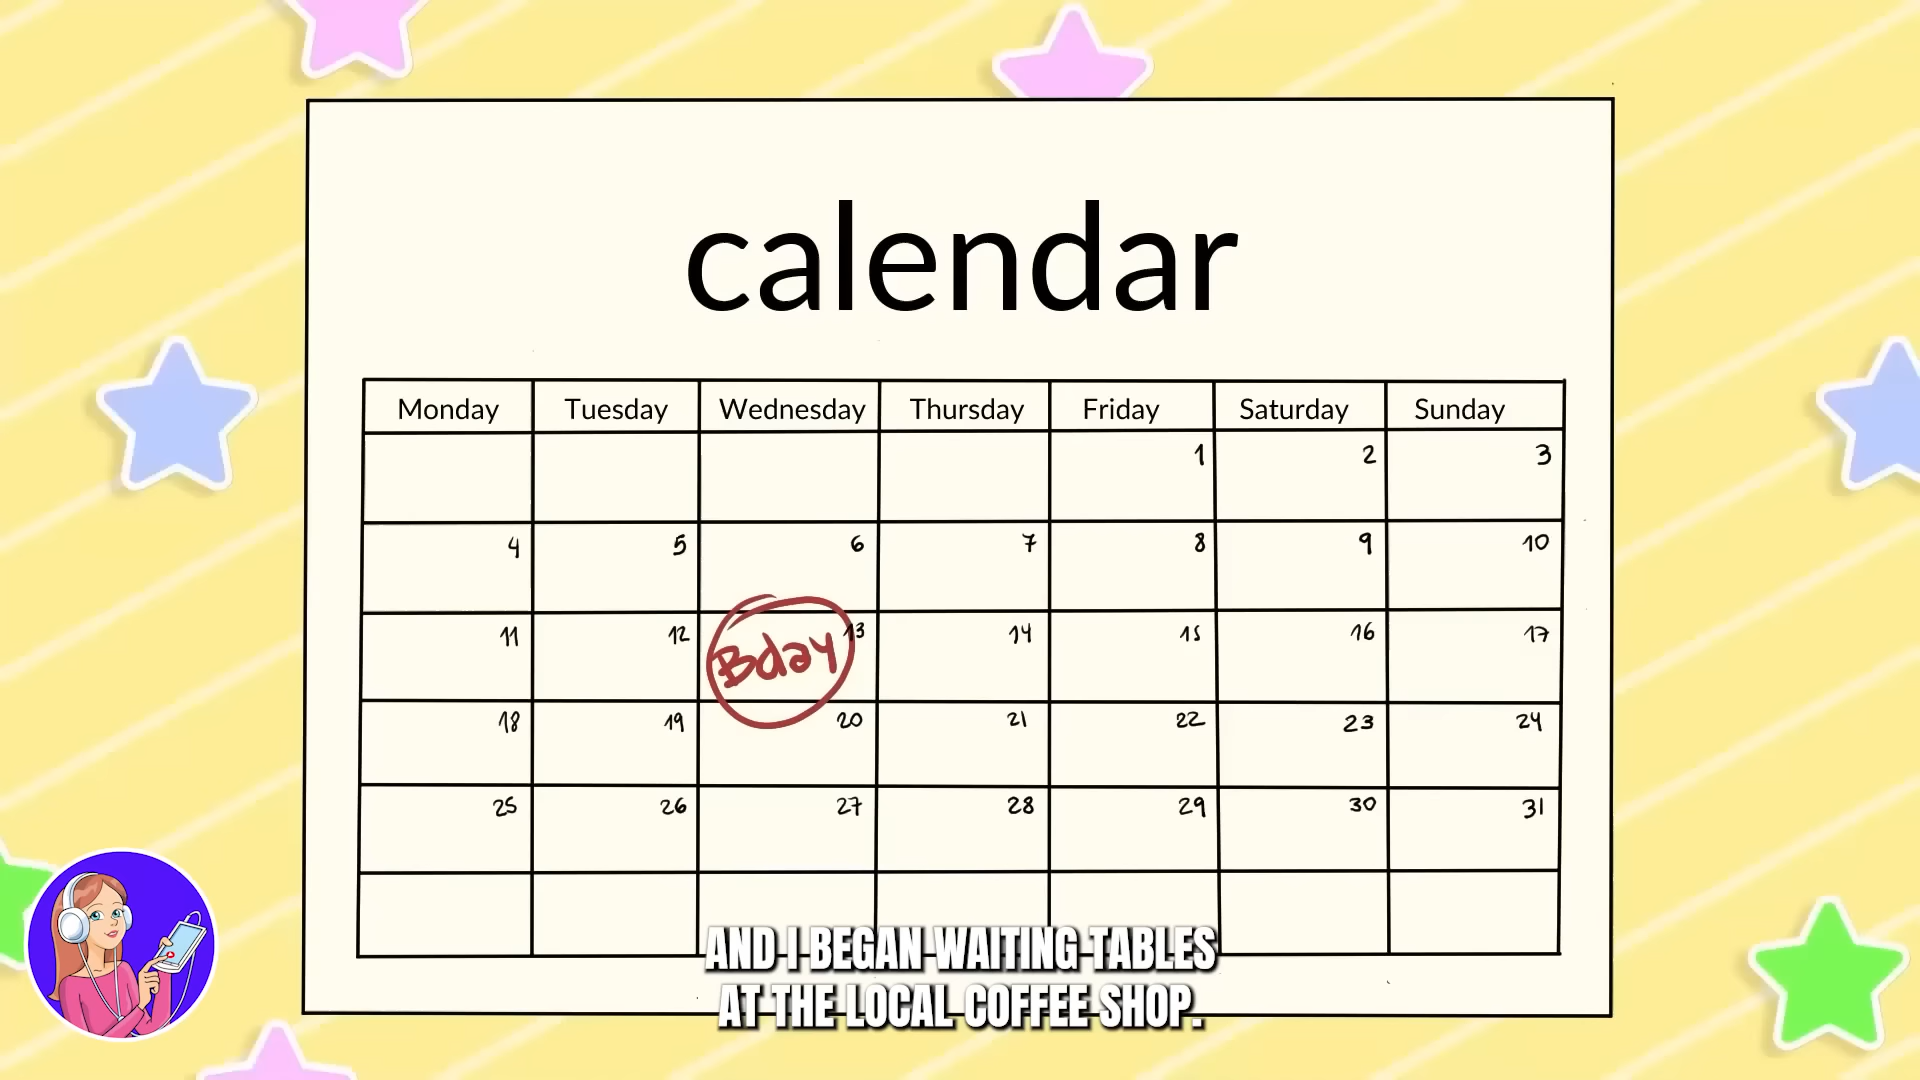 calendar
Monday Tuesday Wednesday Thursday Friday Saturday Sunday
1 2 3
4 5 6 7 8 9 10
11 12 13 14 15 16 17
Bday
18 19 20 21 22 23 24
25 26 27 28 29 30 31
AND I BEGAN WAITING TABLES
AT THE LOCAL COFFEE SHOP.